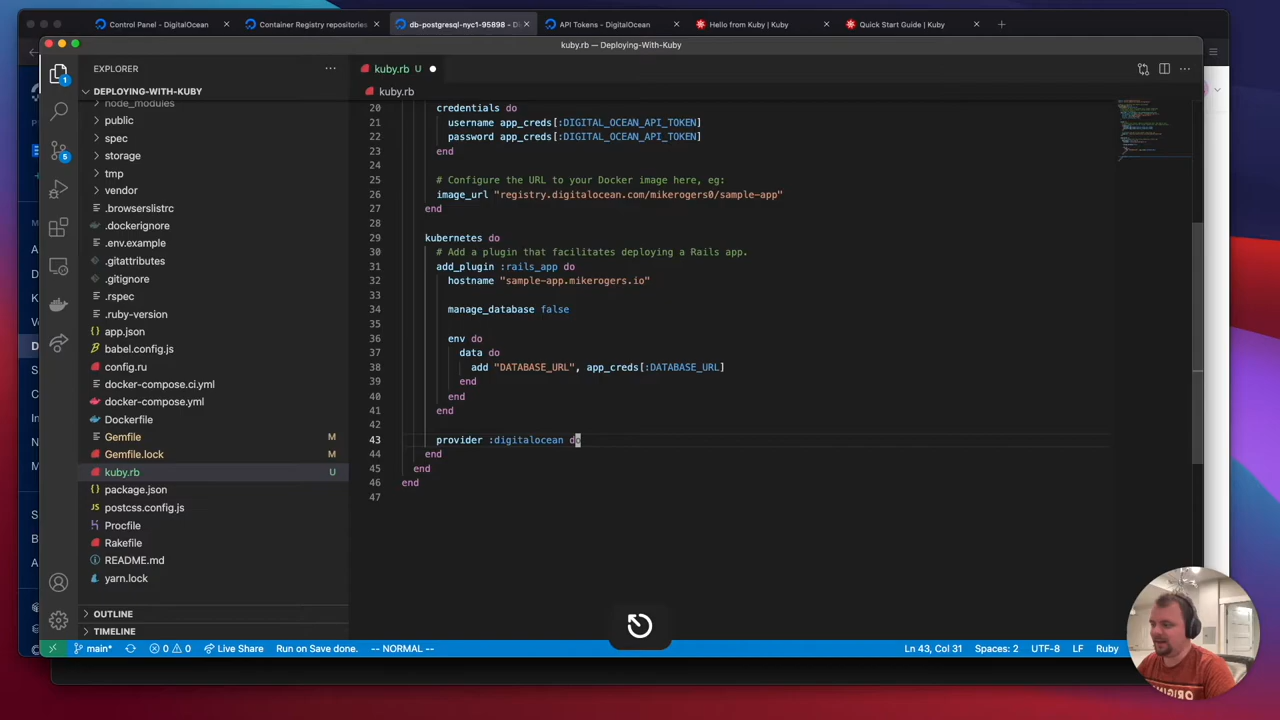 Control Panel - DigitalOcean
Container Registry repositories
db-postgresql-nyc1-95898 - D
API Tokens - DigitalOcean
Hello from Kuby | Kuby
Quick Start Guide | Kuby
kuby.rb — Deploying-With-Kuby
EXPLORER
kuby.rb U
DEPLOYING-WITH-KUBY
kuby.rb
node_modules
public
spec
storage
tmp
vendor
.browserslistrc
.dockerignore
.env.example
.gitattributes
.gitignore
.rspec
.ruby-version
app.json
babel.config.js
config.ru
docker-compose.ci.yml
docker-compose.yml
Dockerfile
Gemfile M
Gemfile.lock M
kuby.rb U
package.json
postcss.config.js
Procfile
Rakefile
README.md
yarn.lock
OUTLINE
TIMELINE
1
5
20 credentials do
21 username app_creds[:DIGITAL_OCEAN_API_TOKEN]
22 password app_creds[:DIGITAL_OCEAN_API_TOKEN]
23 end
24
25 # Configure the URL to your Docker image here, eg:
26 image_url "registry.digitalocean.com/mikerogers0/sample-app"
27 end
28
29 kubernetes do
30 # Add a plugin that facilitates deploying a Rails app.
31 add_plugin :rails_app do
32 hostname "sample-app.mikerogers.io"
33
34 manage_database false
35
36 env do
37 data do
38 add "DATABASE_URL", app_creds[:DATABASE_URL]
39 end
40 end
41 end
42
43 provider :digitalocean do
44 end
45 end
46 end
47
main* 0 0 Live Share Run on Save done. -- NORMAL -- Ln 43, Col 31 Spaces: 2 UTF-8 LF Ruby